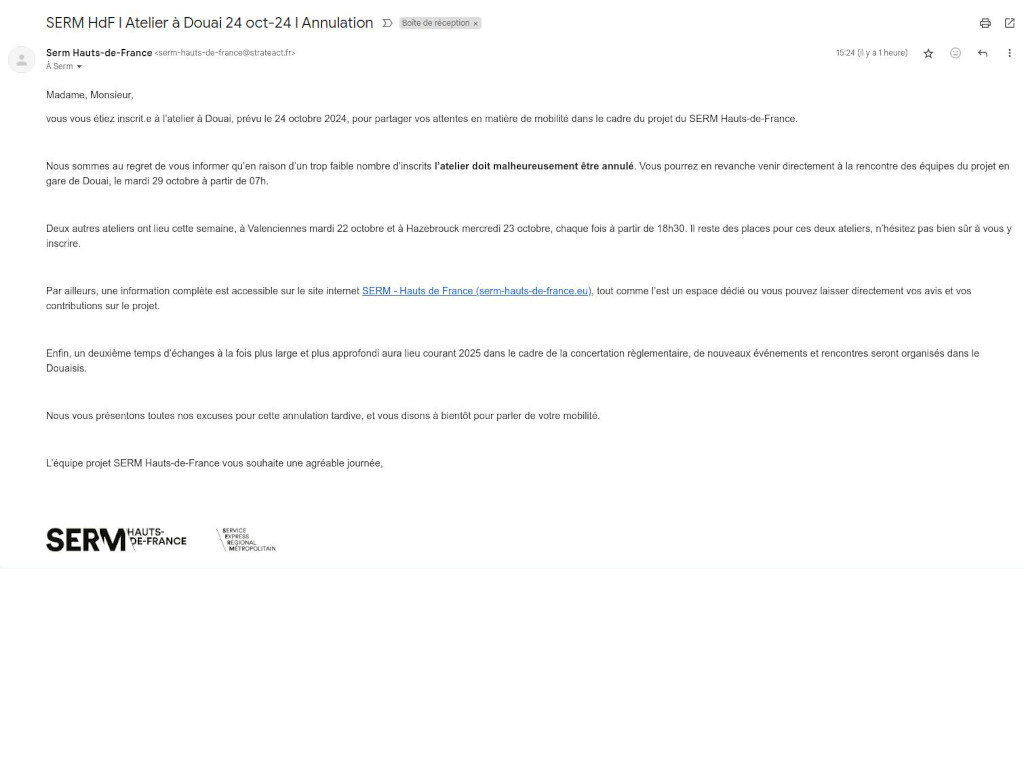 SERM HdF I Atelier à Douai 24 oct-24 I Annulation
Boîte de réception ×
Serm Hauts-de-France <serm-hauts-de-france@strateact.fr>
15:24 (il y a 1 heure)
À Serm
Madame, Monsieur,
vous vous étiez inscrit.e à l’atelier à Douai, prévu le 24 octobre 2024, pour partager vos attentes en matière de mobilité dans le cadre du projet du SERM Hauts-de-France.
Nous sommes au regret de vous informer qu’en raison d’un trop faible nombre d’inscrits l’atelier doit malheureusement être annulé. Vous pourrez en revanche venir directement à la rencontre des équipes du projet en
gare de Douai, le mardi 29 octobre à partir de 07h.
Deux autres ateliers ont lieu cette semaine, à Valenciennes mardi 22 octobre et à Hazebrouck mercredi 23 octobre, chaque fois à partir de 18h30. Il reste des places pour ces deux ateliers, n’hésitez pas bien sûr à vous y
inscrire.
Par ailleurs, une information complète est accessible sur le site internet SERM - Hauts de France (serm-hauts-de-france.eu), tout comme l’est un espace dédié ou vous pouvez laisser directement vos avis et vos
contributions sur le projet.
Enfin, un deuxième temps d’échanges à la fois plus large et plus approfondi aura lieu courant 2025 dans le cadre de la concertation règlementaire, de nouveaux événements et rencontres seront organisés dans le
Douaisis.
Nous vous présentons toutes nos excuses pour cette annulation tardive, et vous disons à bientôt pour parler de votre mobilité.
L’équipe projet SERM Hauts-de-France vous souhaite une agréable journée,
SERM HAUTS-
DE-FRANCE
SERVICE
EXPRESS
RÉGIONAL
MÉTROPOLITAIN